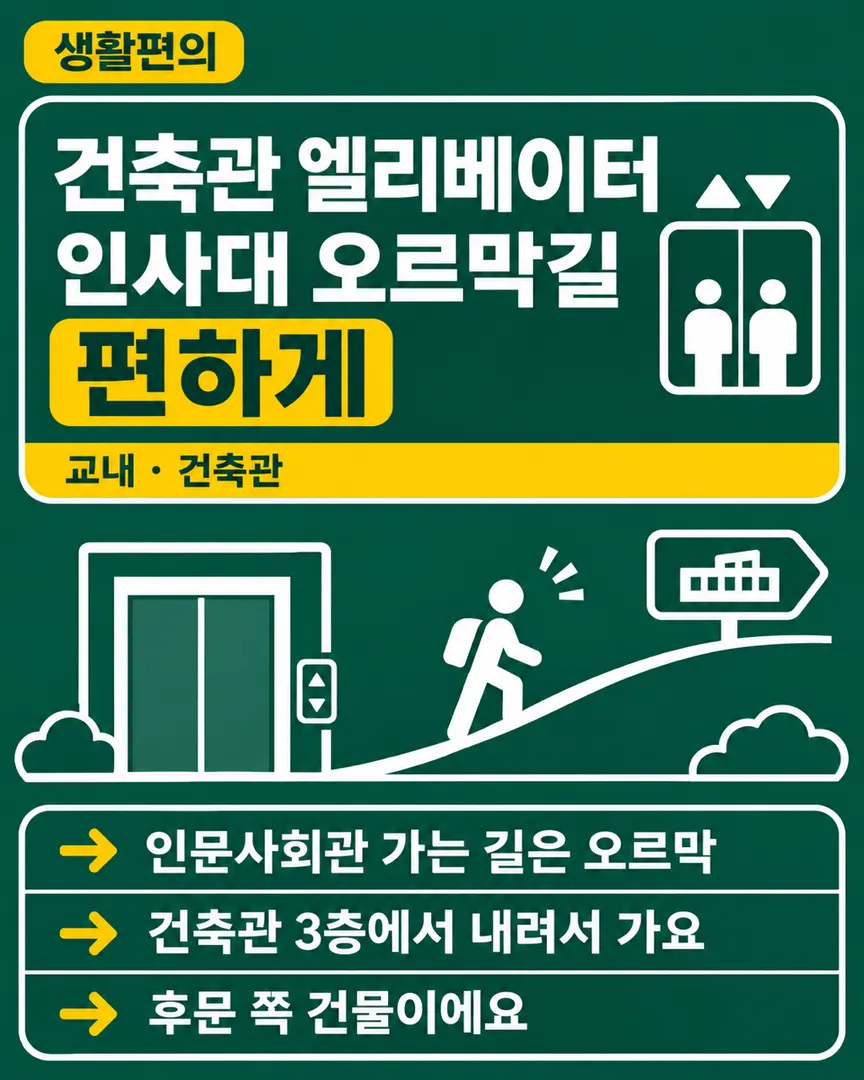 생활편의
건축관 엘리베이터
인사대 오르막길
편하게
교내 · 건축관
인문사회관 가는 길은 오르막
건축관 3층에서 내려서 가요
후문 쪽 건물이에요